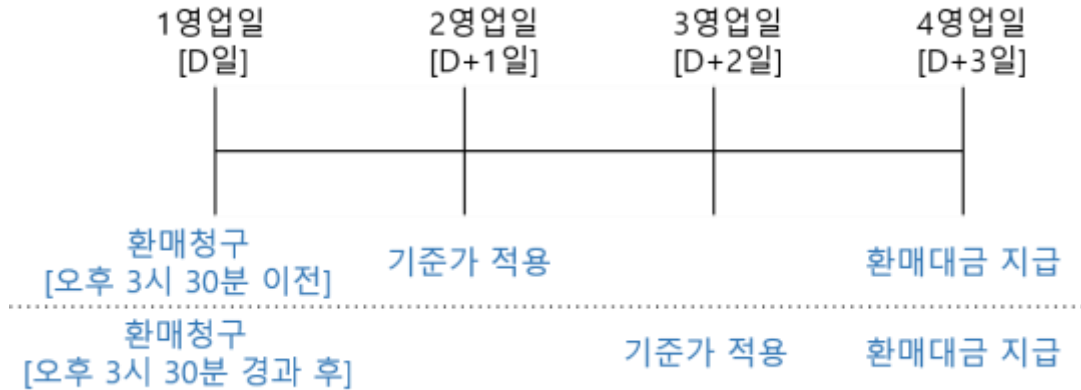 1영업일 2영업일 3영업일 4영업일
[D일] [D+1일] [D+2일] [D+3일]
환매청구
[오후 3시 30분 이전]
기준가 적용
환매대금 지급
환매청구
[오후 3시 30분 경과 후]
기준가 적용
환매대금 지급